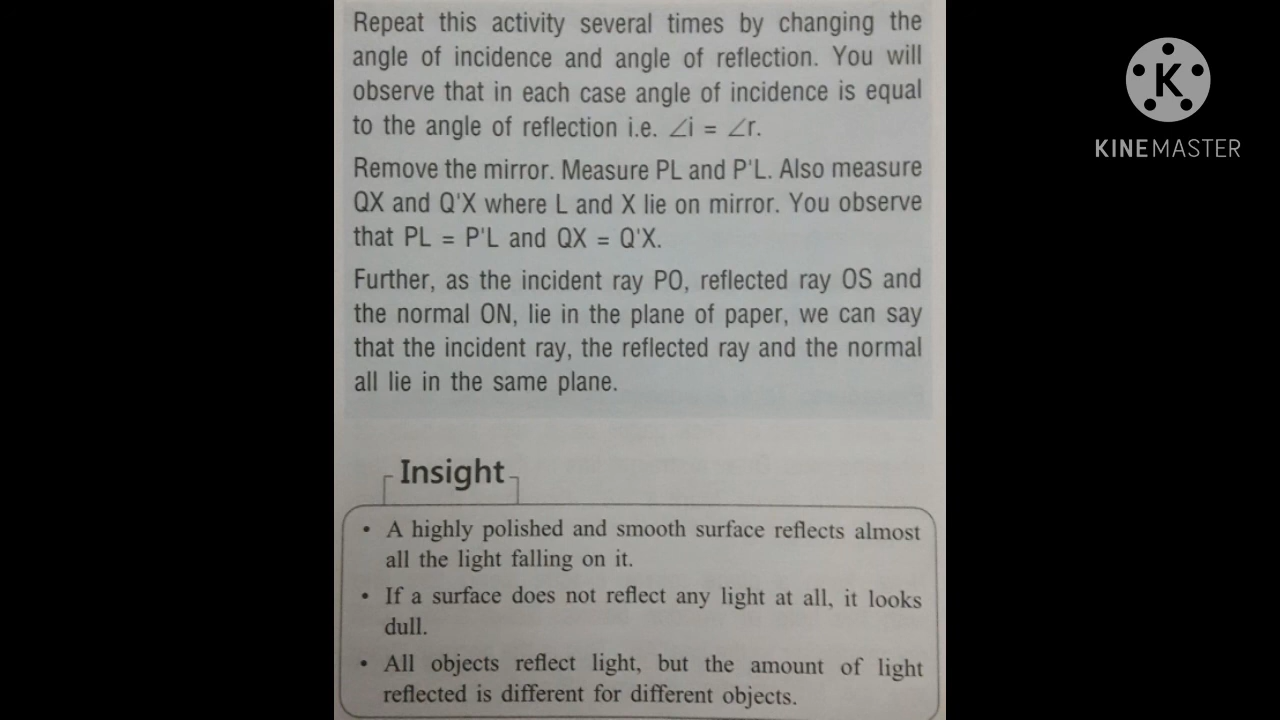 Repeat this activity several times by changing the
angle of incidence and angle of reflection. You will
observe that in each case angle of incidence is equal
to the angle of reflection i.e. ∠i = ∠r.
Remove the mirror. Measure PL and P'L. Also measure
QX and Q'X where L and X lie on mirror. You observe
that PL = P'L and QX = Q'X.
Further, as the incident ray PO, reflected ray OS and
the normal ON, lie in the plane of paper, we can say
that the incident ray, the reflected ray and the normal
all lie in the same plane.
Insight
• A highly polished and smooth surface reflects almost
all the light falling on it.
• If a surface does not reflect any light at all, it looks
dull.
• All objects reflect light, but the amount of light
reflected is different for different objects.
K
KINEMASTER